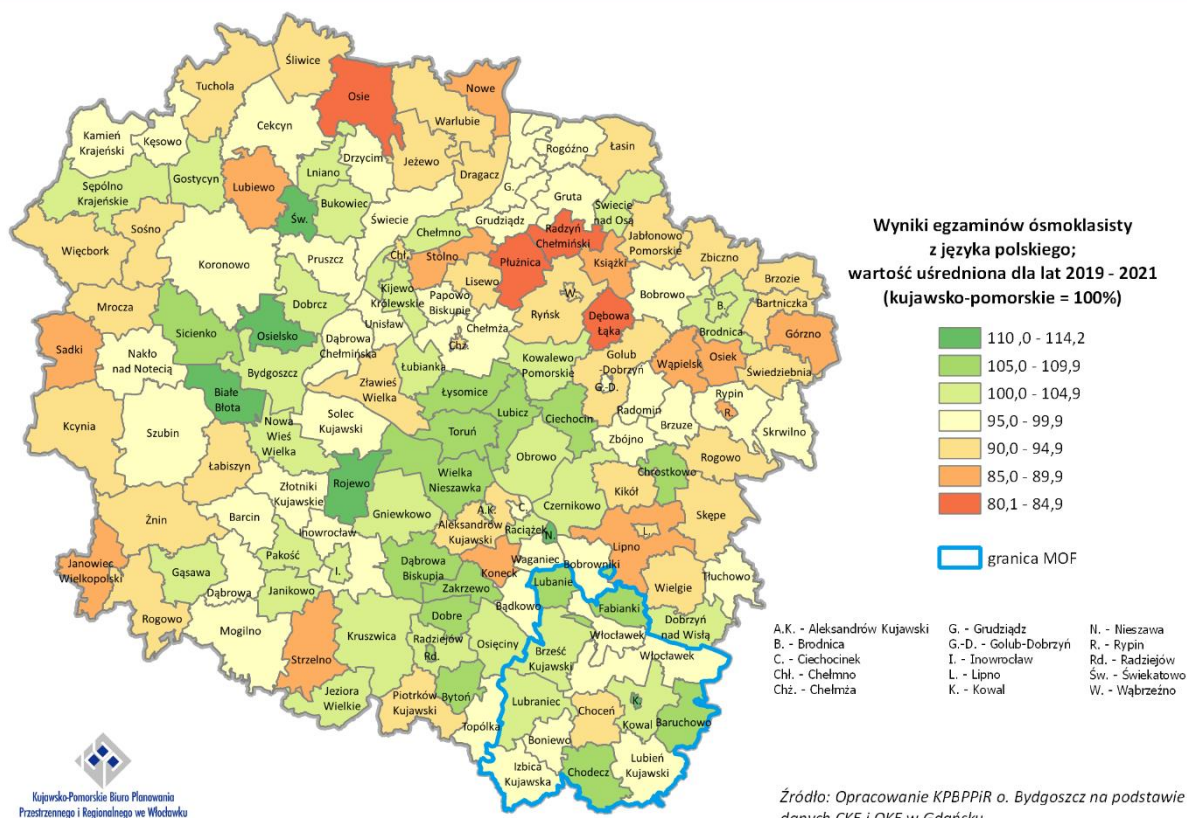 Śliwice
Tuchola
Osie
Nowe
Warlubie
Cekcyn
Kamień
Krajeński
Kęsowo
Rogóźno
Łasin
Drzycim
Jeżewo
Lniano
Dragacz
Gostycyn
Lubiewo
Sępólno
Krajeńskie
Św.
Bukowiec
G.
Gruta
Świecie
nad Osą
Świecie
Grudziądz
Sośno
Więcbork
Chełmno
Radzyń
Chełmiński
Jabłonowo
Pomorskie
Zbiczno
Koronowo
Pruszcz
Chł.
Stolno
Płużnica
Książki
Brzozie
Bartniczka
Mrocza
Dobrcz
Kijewo
Królewskie
Lisewo
Papowo
Biskupie
W.
Bobrowo
B.
Brodnica
Górzno
Sicienko
Osielsko
Unisław
Chełmża
Ryńsk
Dębowa
Łąka
Sadki
Nakło
nad Notecią
Dąbrowa
Chełmińska
Chż.
Golub
-Dobrzyń
Wąpielsk
Osiek
Świedziebnia
Bydgoszcz
Łubianka
Kowalewo
Pomorskie
G.-D.
Białe
Błota
Zławieś
Wielka
Łysomice
Rypin
R.
Kcynia
Szubin
Solec
Kujawski
Lubicz
Ciechocin
Radomin
Brzuze
Skrwilno
Nowa
Wieś
Wielka
Toruń
Zbójno
Łabiszyn
Obrowo
Rogowo
Rojewo
Wielka
Nieszawka
Chrostkowo
Złotniki
Kujawskie
Czernikowo
Kikół
Gniewkowo
Skępe
Żnin
Barcin
Inowrocław
A.K.
Aleksandrów
Kujawski
C.
Raciążek
N.
L.
Lipno
Janowiec
Wielkopolski
Gąsawa
Pakość
I.
Dąbrowa
Biskupia
Koneck
Waganiec
Bobrowniki
Tłuchowo
Dąbrowa
Janikowo
Zakrzewo
Lubanie
Wielgie
Rogowo
Bądkowo
Fabianki
Dobre
Dobrzyń
nad Wisłą
Mogilno
Strzelno
Kruszwica
Radziejów
Rd.
Osięciny
Włocławek
Brześć
Kujawski
Włocławek
Jeziora
Wielkie
Bytoń
Piotrków
Kujawski
Lubraniec
Choceń
K.
Kowal
Baruchowo
Topólka
Boniewo
Izbica
Kujawska
Chodecz
Lubień
Kujawski
Wyniki egzaminów ósmoklasisty
z języka polskiego;
wartość uśredniona dla lat 2019 - 2021
(kujawsko-pomorskie = 100%)
110 ,0 - 114,2
105,0 - 109,9
100,0 - 104,9
95,0 - 99,9
90,0 - 94,9
85,0 - 89,9
80,1 - 84,9
granica MOF
A.K. - Aleksandrów Kujawski
B. - Brodnica
C. - Ciechocinek
Chł. - Chełmno
Chż. - Chełmża
G. - Grudziądz
G.-D. - Golub-Dobrzyń
I. - Inowrocław
L. - Lipno
K. - Kowal
N. - Nieszawa
R. - Rypin
Rd. - Radziejów
Św. - Świekatowo
W. - Wąbrzeźno
Kujawsko-Pomorskie Biuro Planowania
Przestrzennego i Regionalnego we Włocławku
Źródło: Opracowanie KPBPPiR o. Bydgoszcz na podstawie
danych CKE i OKE w Gdańsku